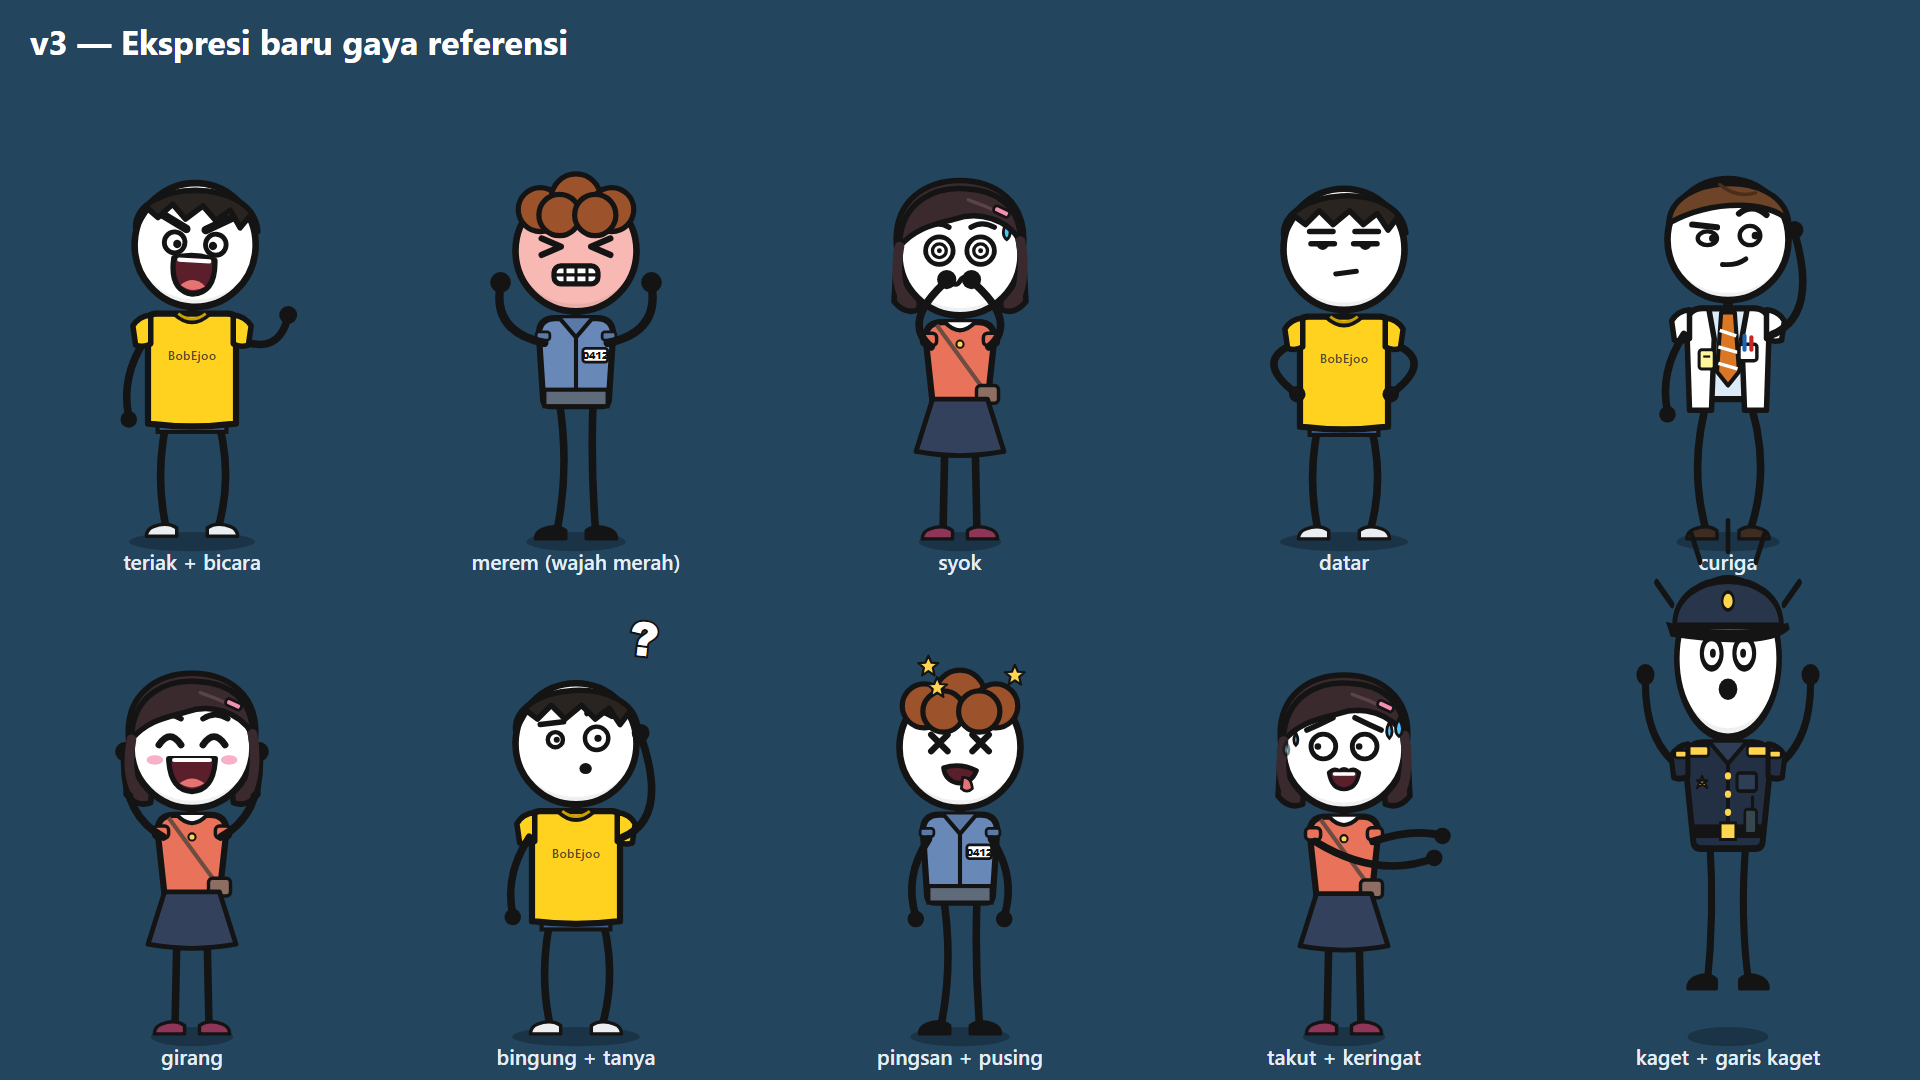 v3 — Ekspresi baru gaya referensi
BobEjoo
0412
BobEjoo
teriak + bicara
merem (wajah merah)
syok
datar
curiga
?
BobEjoo
0412
girang
bingung + tanya
pingsan + pusing
takut + keringat
kaget + garis kaget